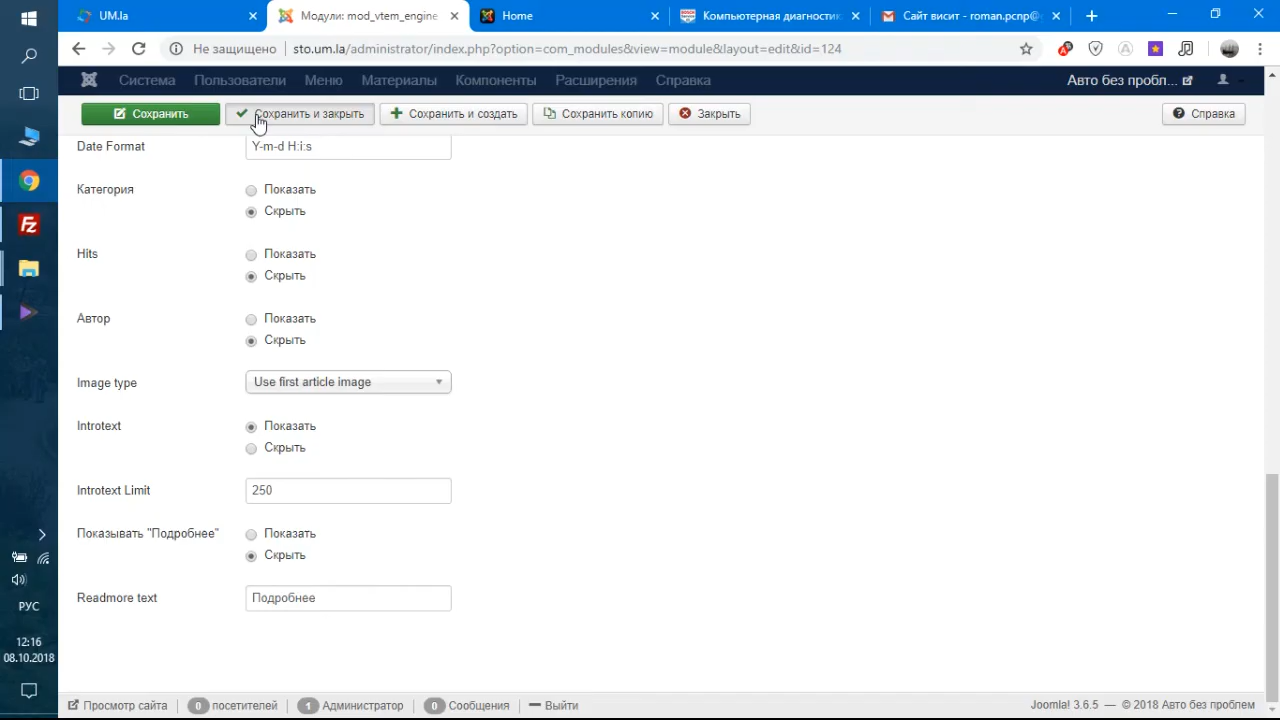 UM.la
Модули: mod_vtem_engine
Home
Компьютерная диагностик
Сайт висит - roman.pcnp@
Не защищено
sto.um.la/administrator/index.php?option=com_modules&view=module&layout=edit&id=124
Система Пользователи Меню Материалы Компоненты Расширения Справка Авто без пробл...
Сохранить Сохранить и закрыть Сохранить и создать Сохранить копию Закрыть Справка
Date Format Y-m-d H:i:s
Категория Показать
Скрыть
Hits Показать
Скрыть
Автор Показать
Скрыть
Image type Use first article image
Introtext Показать
Скрыть
Introtext Limit 250
Показывать "Подробнее" Показать
Скрыть
Readmore text Подробнее
РУС
12:16
08.10.2018
Просмотр сайта 0 посетителей 1 Администратор 0 Сообщения Выйти Joomla! 3.6.5 — © 2018 Авто без проблем